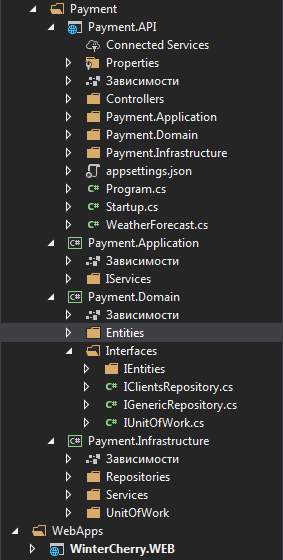 Payment
Payment.API
Connected Services
Properties
Зависимости
Controllers
Payment.Application
Payment.Domain
Payment.Infrastructure
appsettings.json
C# Program.cs
C# Startup.cs
C# WeatherForecast.cs
C# Payment.Application
Зависимости
IServices
C# Payment.Domain
Зависимости
Entities
Interfaces
IEntities
C# IClientsRepository.cs
C# IGenericRepository.cs
C# IUnitOfWork.cs
C# Payment.Infrastructure
Зависимости
Repositories
Services
UnitOfWork
WebApps
WinterCherry.WEB